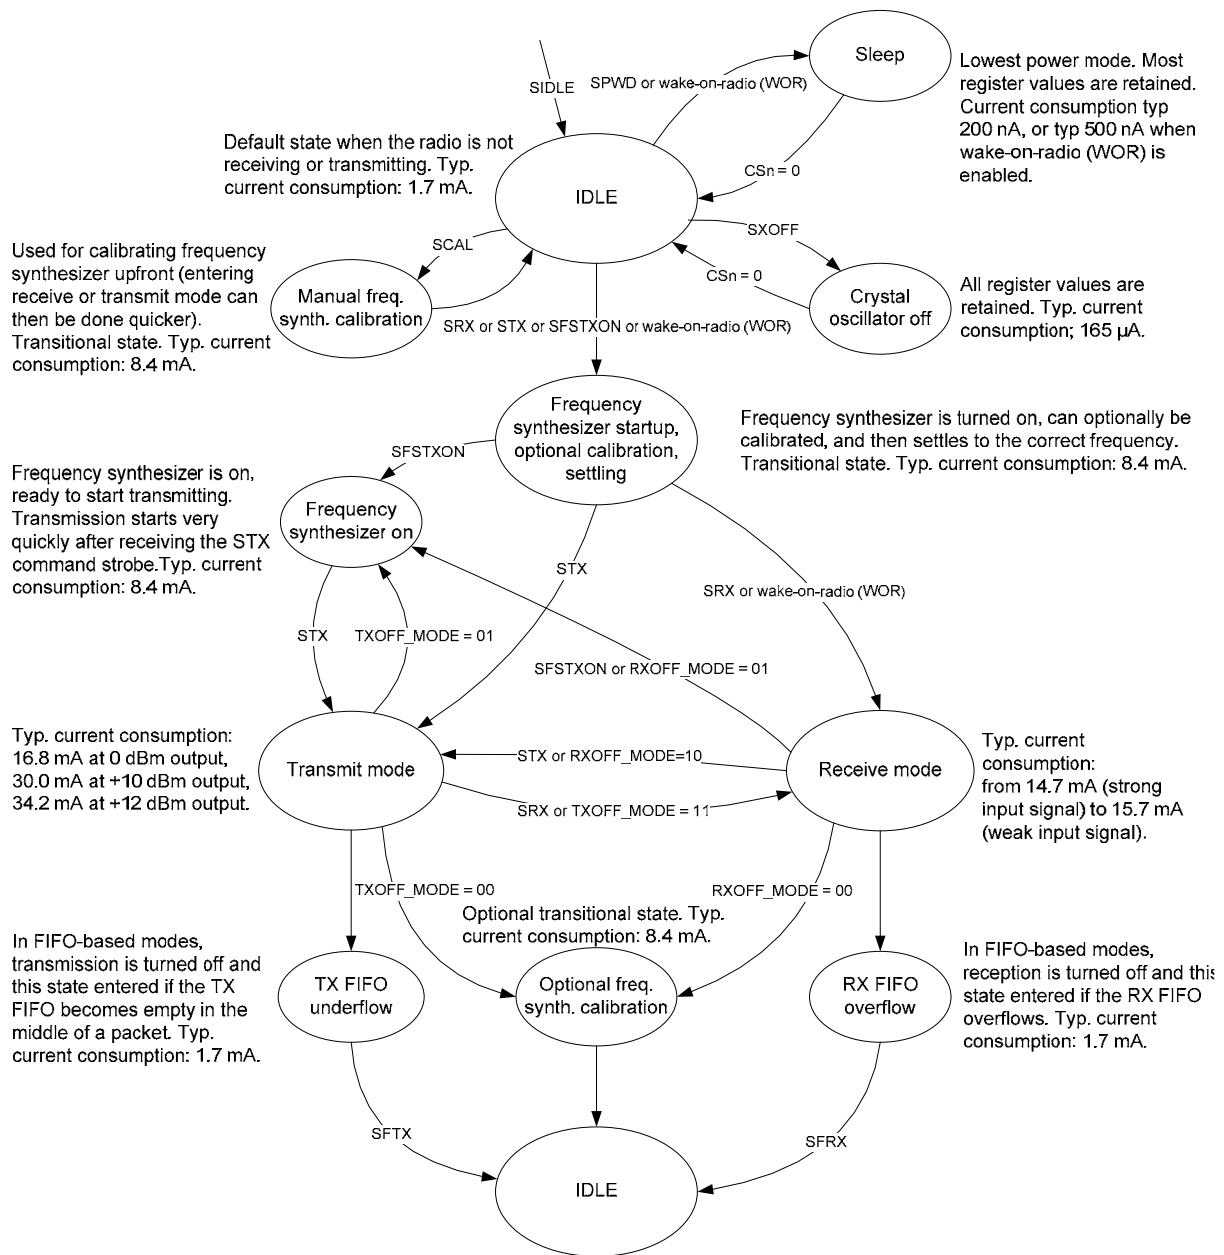 Sleep
Lowest power mode. Most
register values are retained.
Current consumption typ
200 nA, or typ 500 nA when
wake-on-radio (WOR) is
enabled.
SIDLE
SPWD or wake-on-radio (WOR)
Default state when the radio is not
receiving or transmitting. Typ.
current consumption: 1.7 mA.
CSn = 0
IDLE
SXOFF
SCAL
CSn = 0
Used for calibrating frequency
synthesizer upfront (entering
receive or transmit mode can
then be done quicker).
Transitional state. Typ. current
consumption: 8.4 mA.
Manual freq.
synth. calibration
Crystal
oscillator off
All register values are
retained. Typ. current
consumption; 165 µA.
SRX or STX or SFSTXON or wake-on-radio (WOR)
Frequency
synthesizer startup,
optional calibration,
settling
Frequency synthesizer is turned on, can optionally be
calibrated, and then settles to the correct frequency.
Transitional state. Typ. current consumption: 8.4 mA.
SFSTXON
Frequency synthesizer is on,
ready to start transmitting.
Transmission starts very
quickly after receiving the STX
command strobe.Typ. current
consumption: 8.4 mA.
Frequency
synthesizer on
STX
SRX or wake-on-radio (WOR)
STX
TXOFF_MODE = 01
SFSTXON or RXOFF_MODE = 01
Typ. current consumption:
16.8 mA at 0 dBm output,
30.0 mA at +10 dBm output,
34.2 mA at +12 dBm output.
Transmit mode
STX or RXOFF_MODE=10
SRX or TXOFF_MODE = 11
Receive mode
Typ. current
consumption:
from 14.7 mA (strong
input signal) to 15.7 mA
(weak input signal).
TXOFF_MODE = 00
RXOFF_MODE = 00
Optional transitional state. Typ.
current consumption: 8.4 mA.
In FIFO-based modes,
transmission is turned off and
this state entered if the TX
FIFO becomes empty in the
middle of a packet. Typ.
current consumption: 1.7 mA.
TX FIFO
underflow
Optional freq.
synth. calibration
RX FIFO
overflow
In FIFO-based modes,
reception is turned off and this
state entered if the RX FIFO
overflows. Typ. current
consumption: 1.7 mA.
SFTX
SFRX
IDLE